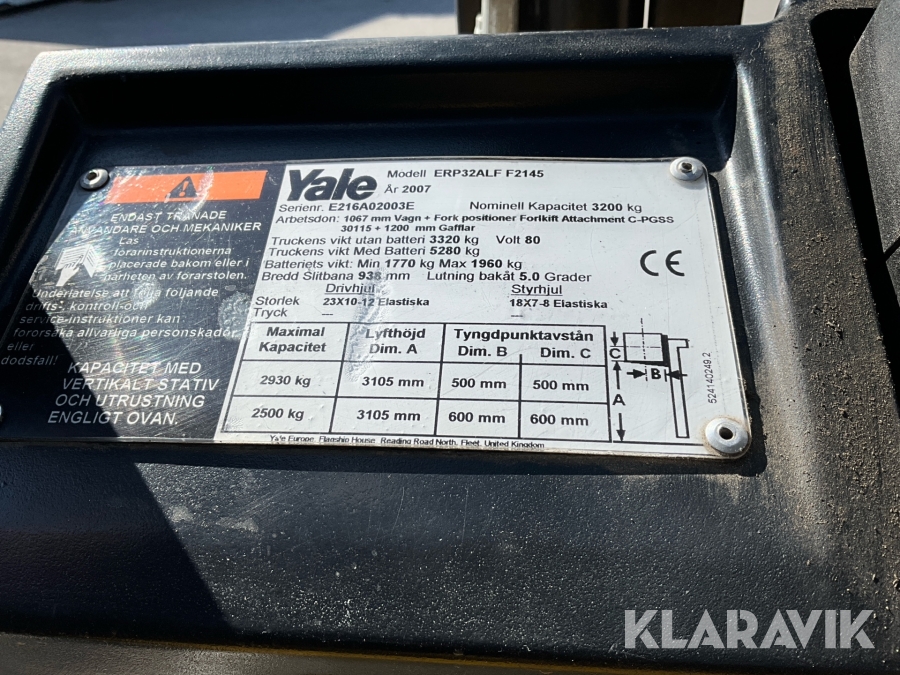 ENDAST TRÄNADE
ANVÄNDARE OCH MEKANIKER
Läs
förarinstruktionerna
placerade bakom eller i
närheten av förarstolen.
Underlåtelse att följa följande
drifts-, kontroll-och
service-instruktioner kan
förorsaka allvarliga personskador
eller
dödsfall!
KAPACITET MED
VERTIKALT STATIV
OCH UTRUSTNING
ENGLIGT OVAN.
Yale Modell ERP32ALF F2145
År 2007
Serienr. E216A02003E Nominell Kapacitet 3200 kg
Arbetsdon: 1067 mm Vagn + Fork positioner Forlkift Attachment C-PGSS
30115 + 1200 mm Gafflar
Truckens vikt utan batteri 3320 kg Volt 80
Truckens vikt Med Batteri 5280 kg
Batteriets vikt: Min 1770 kg Max 1960 kg
Bredd Slitbana 938 mm Lutning bakåt 5.0 Grader
Drivhjul Styrhjul
Storlek 23X10-12 Elastiska 18X7-8 Elastiska
Tryck --- ---
Maximal Kapacitet Lyfthöjd Dim. A Tyngdpunktavstån Dim. B Dim. C
2930 kg 3105 mm 500 mm 500 mm
2500 kg 3105 mm 600 mm 600 mm
C
B
A
CE
524140249 2
Yale Europe, Flagship House, Reading Road North, Fleet, United Kingdom
KLARAVIK